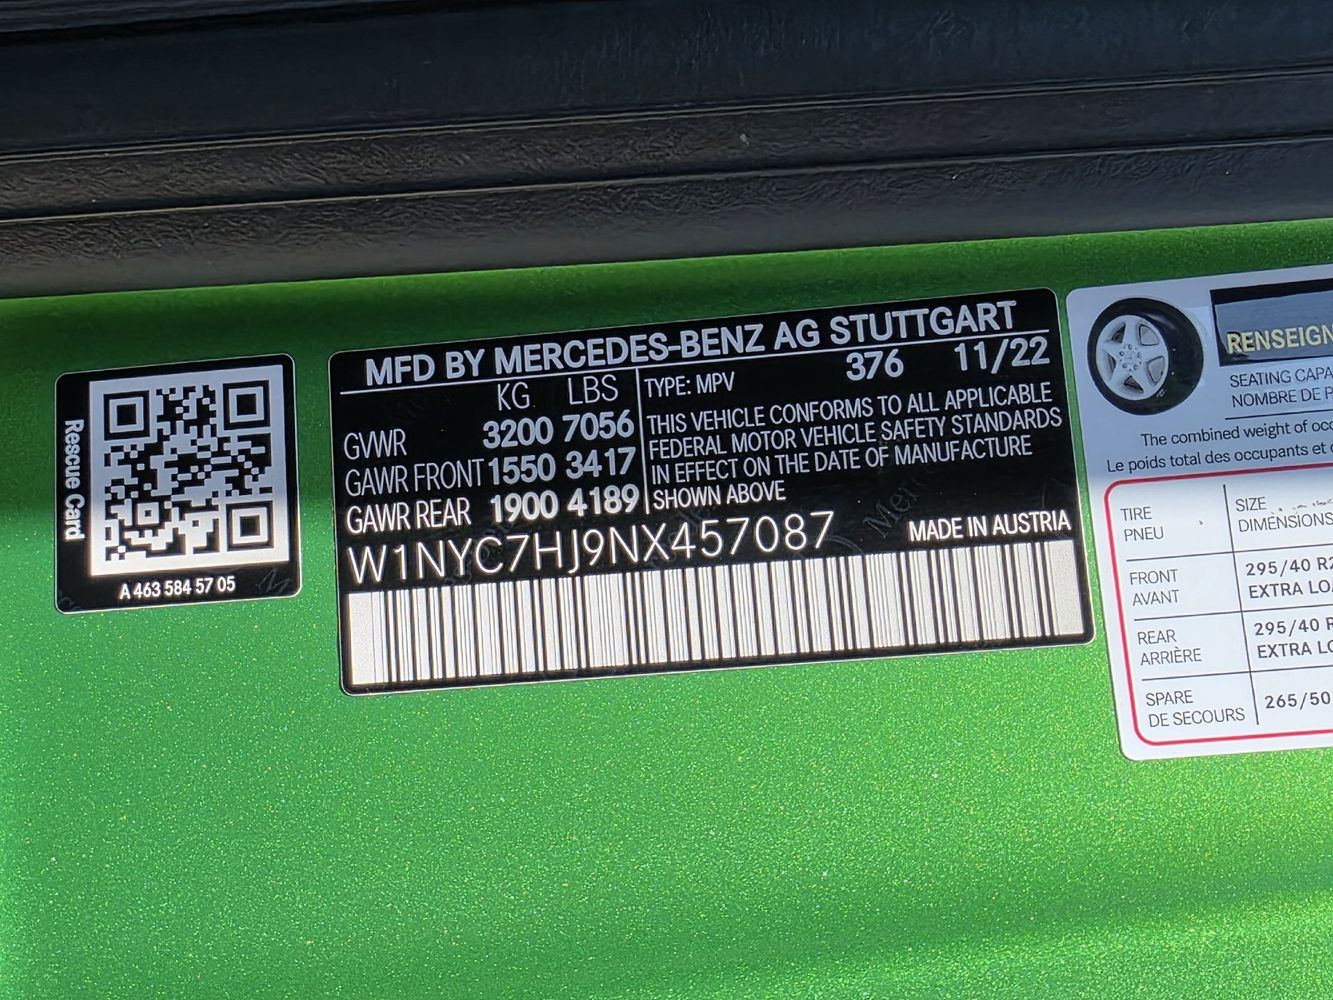 Rescue Card
A 463 584 57 05
MFD BY MERCEDES-BENZ AG STUTTGART
KG LBS
GVWR 3200 7056
GAWR FRONT 1550 3417
GAWR REAR 1900 4189
TYPE: MPV 376 11/22
THIS VEHICLE CONFORMS TO ALL APPLICABLE
FEDERAL MOTOR VEHICLE SAFETY STANDARDS
IN EFFECT ON THE DATE OF MANUFACTURE
SHOWN ABOVE
W1NYC7HJ9NX457087
MADE IN AUSTRIA
RENSEIGN
SEATING CAPA
NOMBRE DE P
The combined weight of occ
Le poids total des occupants et
TIRE
PNEU
SIZE
DIMENSIONS
FRONT
AVANT
295/40 R2
EXTRA LOA
REAR
ARRIÈRE
295/40 R
EXTRA LO
SPARE
DE SECOURS
265/50